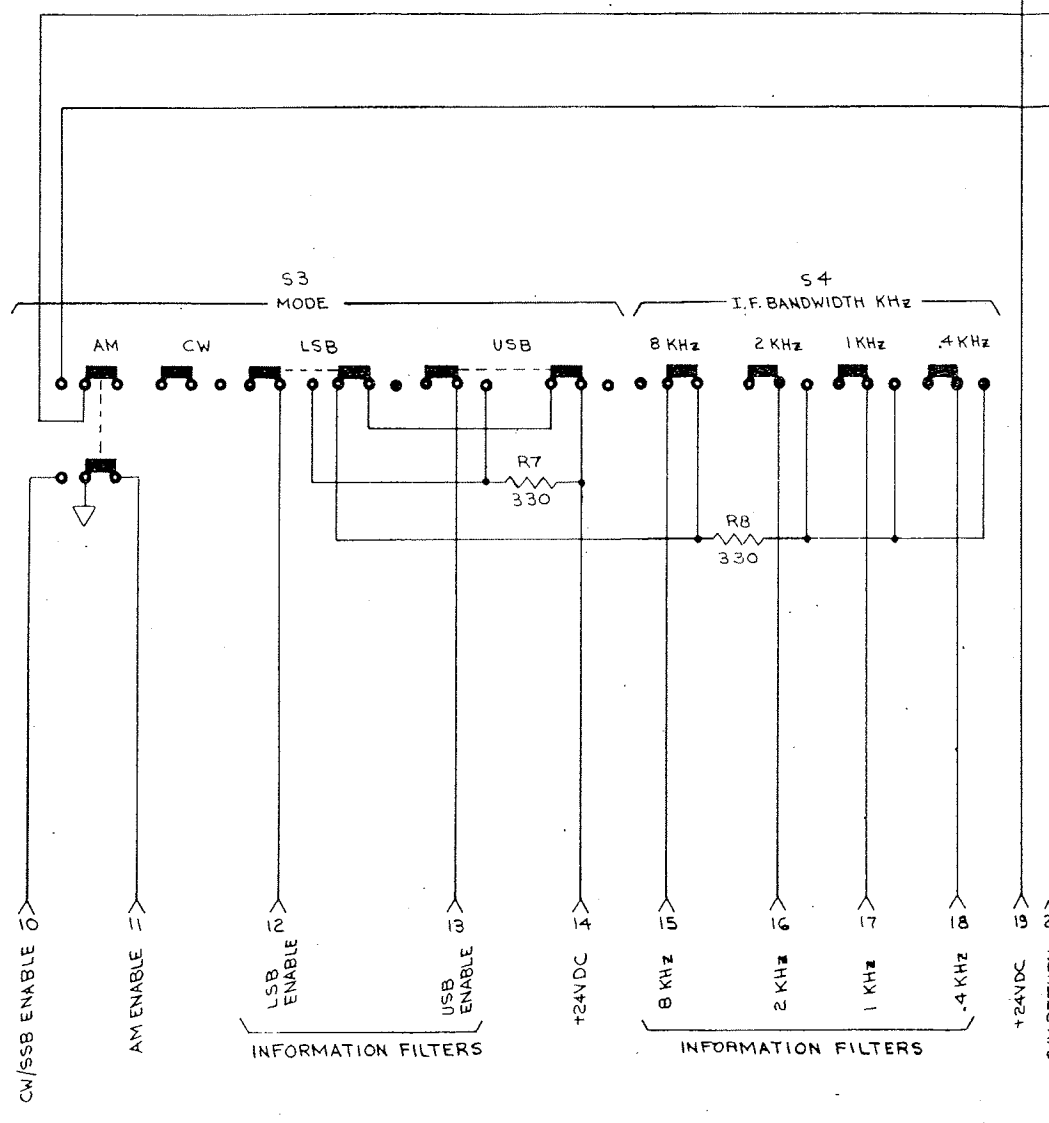 S3
MODE
S4
I.F. BANDWIDTH KHz
AM
CW
LSB
USB
8 KHz
2 KHz
1 KHz
.4 KHz
R7
330
R8
330
10
11
12
13
14
15
16
17
18
19
CW/SSB ENABLE
AM ENABLE
LSB
ENABLE
USB
ENABLE
+24VDC
8 KHz
2 KHz
1 KHz
.4 KHz
+24VDC
INFORMATION FILTERS
INFORMATION FILTERS